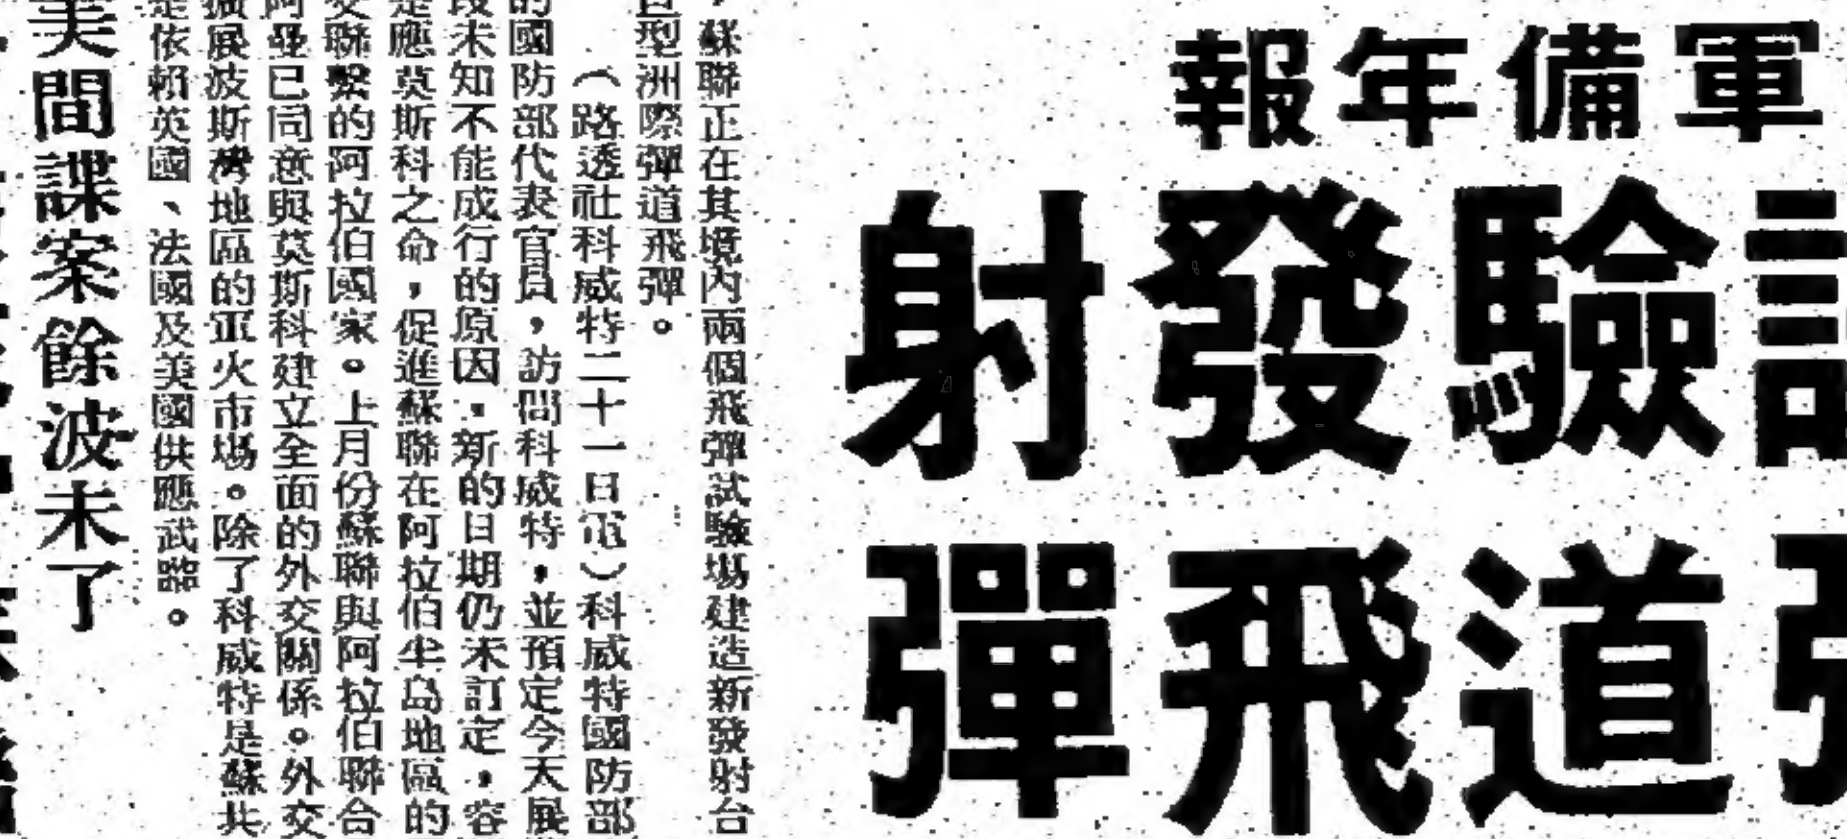 軍備年報
驗發射
道飛彈
，蘇聯正在其境內兩個飛彈試驗場建造新發射台
巨型洲際彈道飛彈。
（路透社科威特二十一日電）科威特國防部
的國防部代表官員，訪問科威特，並預定今天展
未知不能成行的原因，新的日期仍未訂定，容
是應莫斯科之命，促進蘇聯在阿拉伯半島地區的
交聯繫的阿拉伯國家。上月份蘇聯與阿拉伯聯合
阿曼已同意與莫斯科建立全面的外交關係。外交
擴展波斯灣地區的軍火市場。除了科威特是蘇共
是依賴英國、法國及美國供應武器。
美間諜案餘波未了